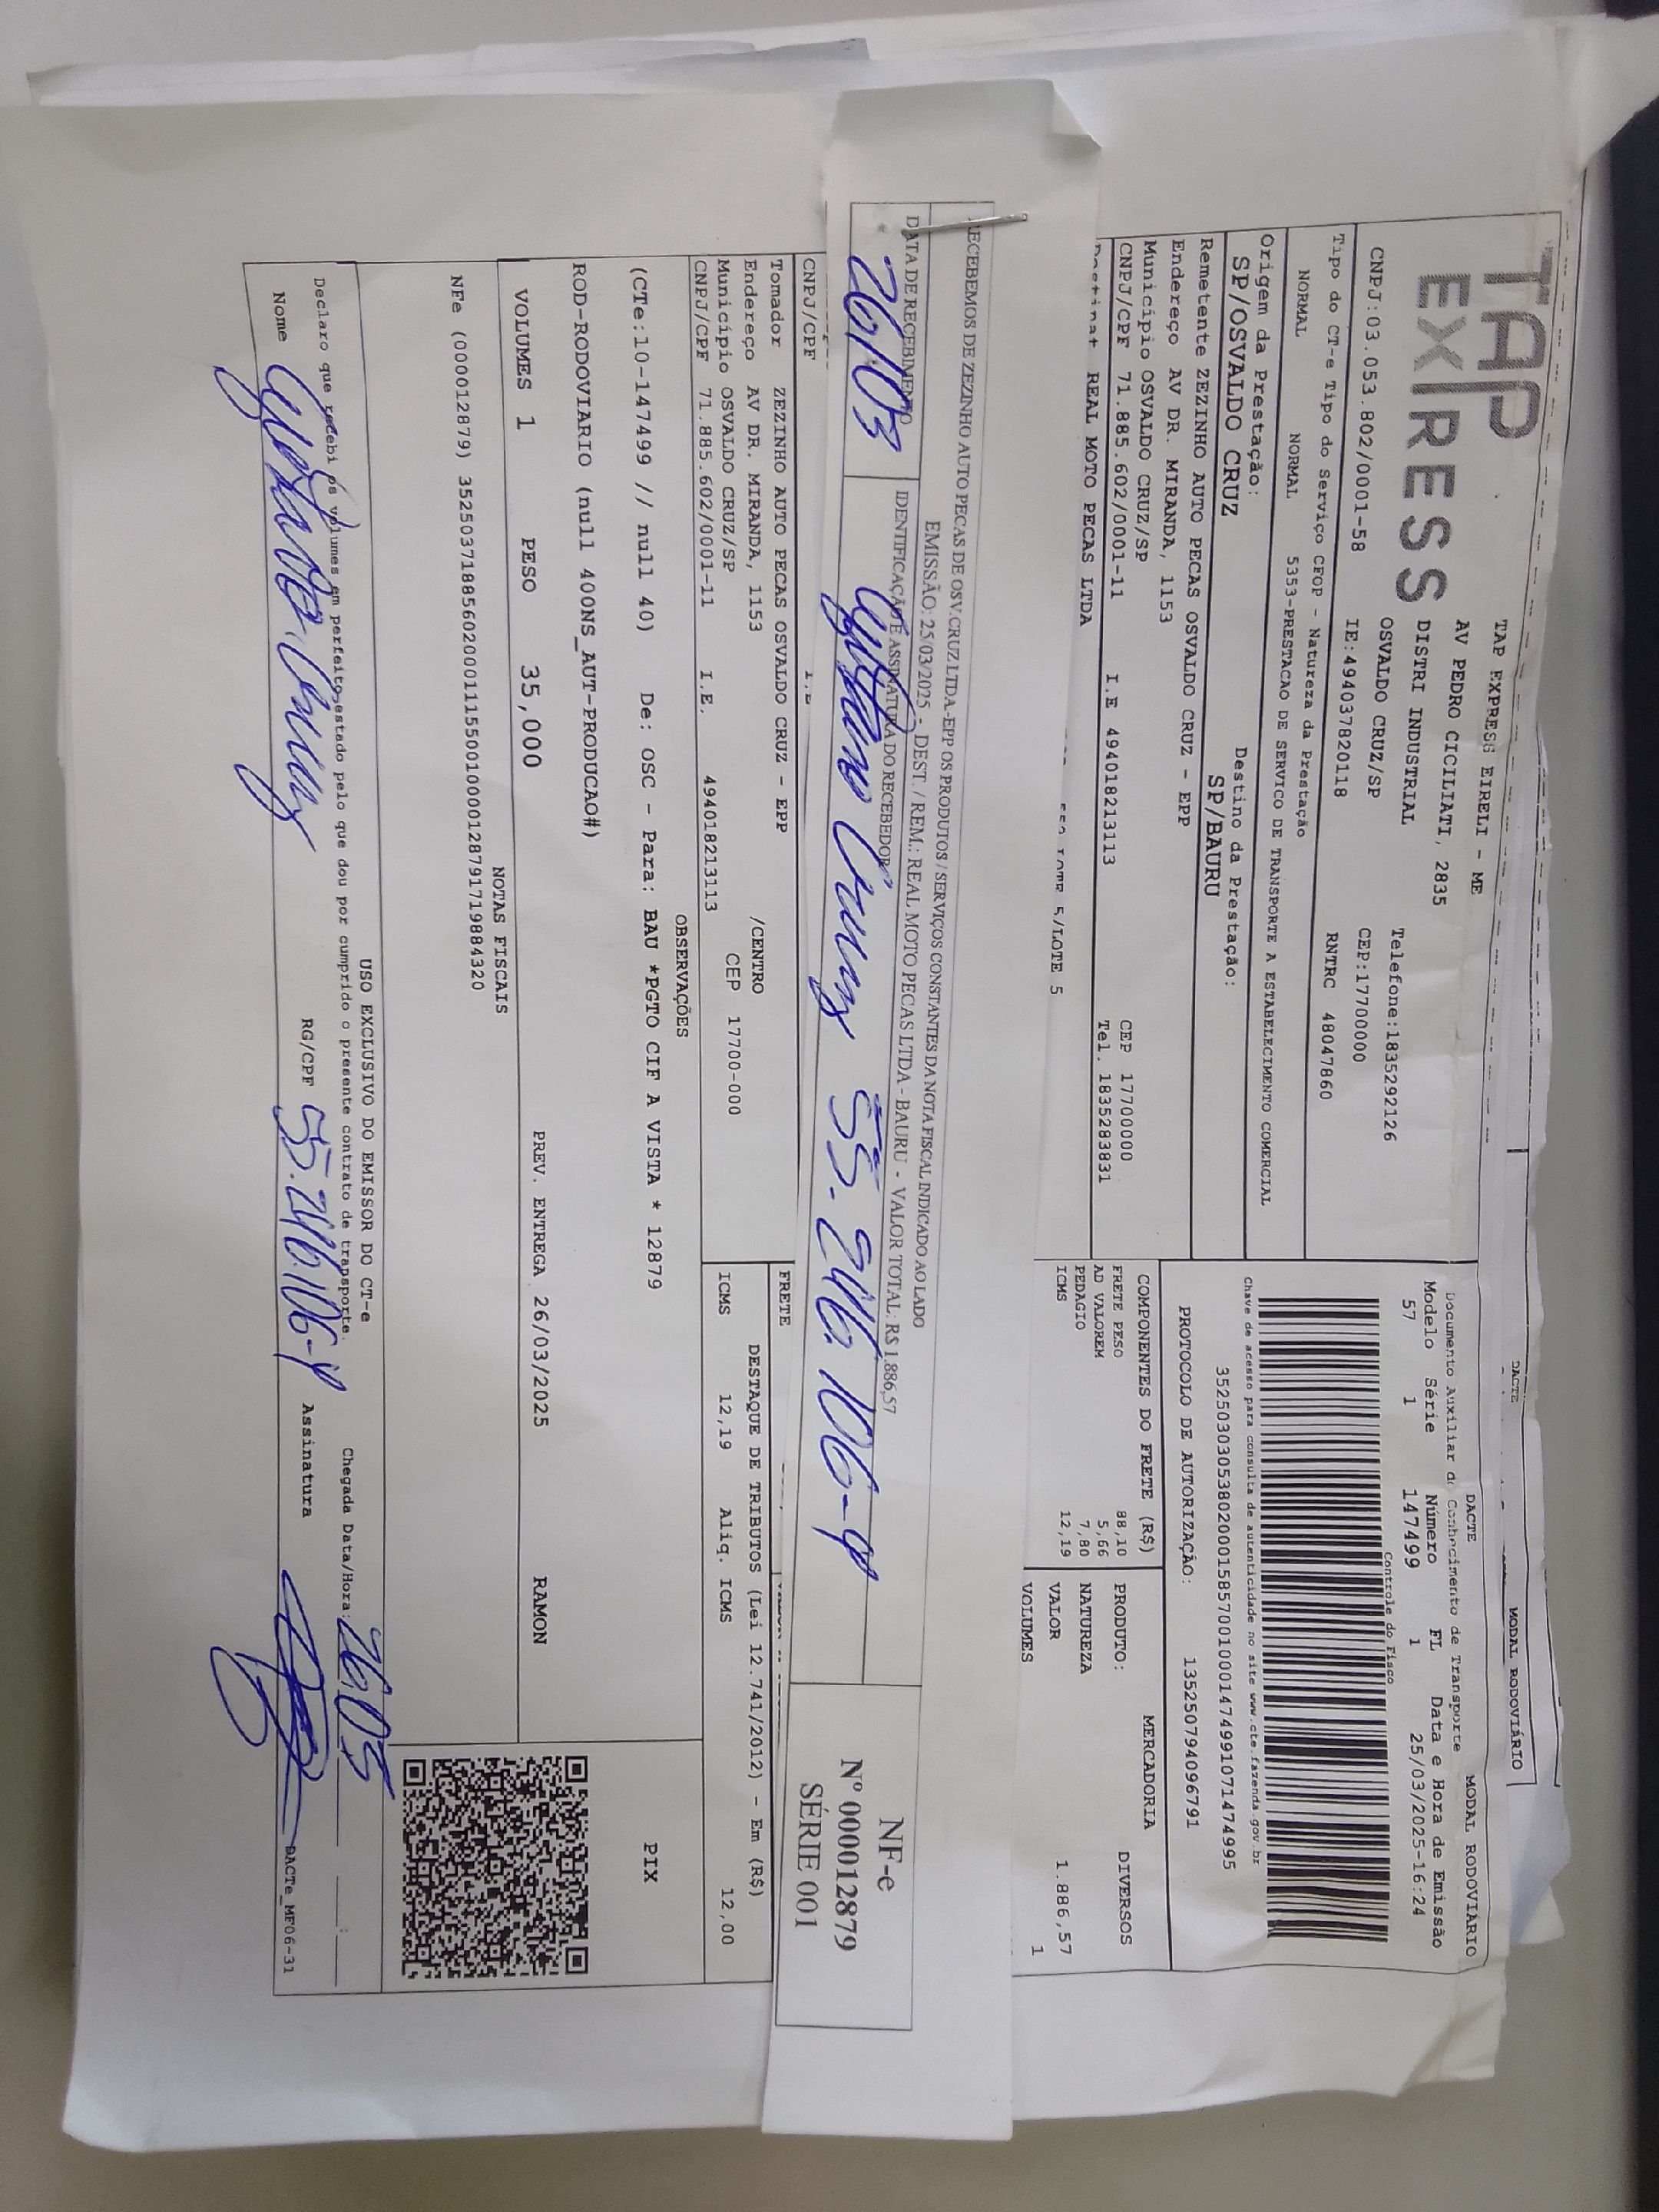 DACTE MODAL RODOVIÁRIO
TAP
EXPRESS
TAP EXPRESS EIRELI - ME
AV PEDRO CICILIATI, 2835
DISTRI INDUSTRIAL
OSVALDO CRUZ/SP
Telefone:1835292126
CNPJ:03.053.802/0001-58 IE:494037820118 CEP:17700000
RNTRC 48047860
DACTE MODAL RODOVIÁRIO
Documento Auxiliar do Conhecimento de Transporte
Modelo Série Número FL Data e Hora de Emissão
57 1 147499 1 25/03/2025-16:24
Controle do Fisco
Tipo do CT-e Tipo do Serviço CFOP - Natureza da Prestação
NORMAL NORMAL 5353-PRESTACAO DE SERVICO DE TRANSPORTE A ESTABELECIMENTO COMERCIAL
Chave de acesso para consulta de autenticidade no site www.cte.fazenda.gov.br
35250303053802000158570010001474991071474995
Origem da Prestação: Destino da Prestação:
SP/OSVALDO CRUZ SP/BAURU
PROTOCOLO DE AUTORIZAÇÃO: 135250794096791
Remetente ZEZINHO AUTO PECAS OSVALDO CRUZ - EPP
Endereço AV DR. MIRANDA, 1153
Município OSVALDO CRUZ/SP CEP 17700000
CNPJ/CPF 71.885.602/0001-11 I.E 494018213113 Tel. 1835283831
COMPONENTES DO FRETE (R$)
FRETE PESO 88,10
AD VALOREM 5,66
PEDAGIO 7,80
ICMS 12,19
MERCADORIA
PRODUTO: DIVERSOS
NATUREZA
VALOR 1.886,57
VOLUMES 1
REAL MOTO PECAS LTDA
LOTE 5/LOTE 5
RECEBEMOS DE ZEZINHO AUTO PECAS DE OSV.CRUZ LTDA-EPP OS PRODUTOS / SERVIÇOS CONSTANTES DA NOTA FISCAL INDICADO AO LADO
EMISSÃO: 25/03/2025 - DEST. / REM.: REAL MOTO PECAS LTDA - BAURU - VALOR TOTAL: R$ 1.886,57
DATA DE RECEBIMENTO IDENTIFICAÇÃO E ASSINATURA DO RECEBEDOR
26/03 55.246.106-9
NF-e
Nº 000012879
SÉRIE 001
CNPJ/CPF
Tomador ZEZINHO AUTO PECAS OSVALDO CRUZ - EPP
Endereço AV DR. MIRANDA, 1153 /CENTRO
Município OSVALDO CRUZ/SP CEP 17700-000
CNPJ/CPF 71.885.602/0001-11 I.E. 494018213113
FRETE
DESTAQUE DE TRIBUTOS (Lei 12.741/2012) - Em (R$)
ICMS 12,19 Aliq. ICMS 12,00
OBSERVAÇÕES
(CTe:10-147499 // null 40) De: OSC - Para: BAU *PGTO CIF A VISTA * 12879
ROD-RODOVIARIO (null 400NS_AUT-PRODUCAO#)
PIX
VOLUMES 1 PESO 35,000 PREV. ENTREGA 26/03/2025 RAMON
NOTAS FISCAIS
NFe (000012879) 35250371885602000111550010000128791719884320
USO EXCLUSIVO DO EMISSOR DO CT-e
Declaro que recebi os volumes em perfeito estado pelo que dou por cumprido o presente contrato de transporte. Chegada Data/Hora: 26.03
Nome RG/CPF 55.246.106-9 Assinatura
DACTe_MF06-31